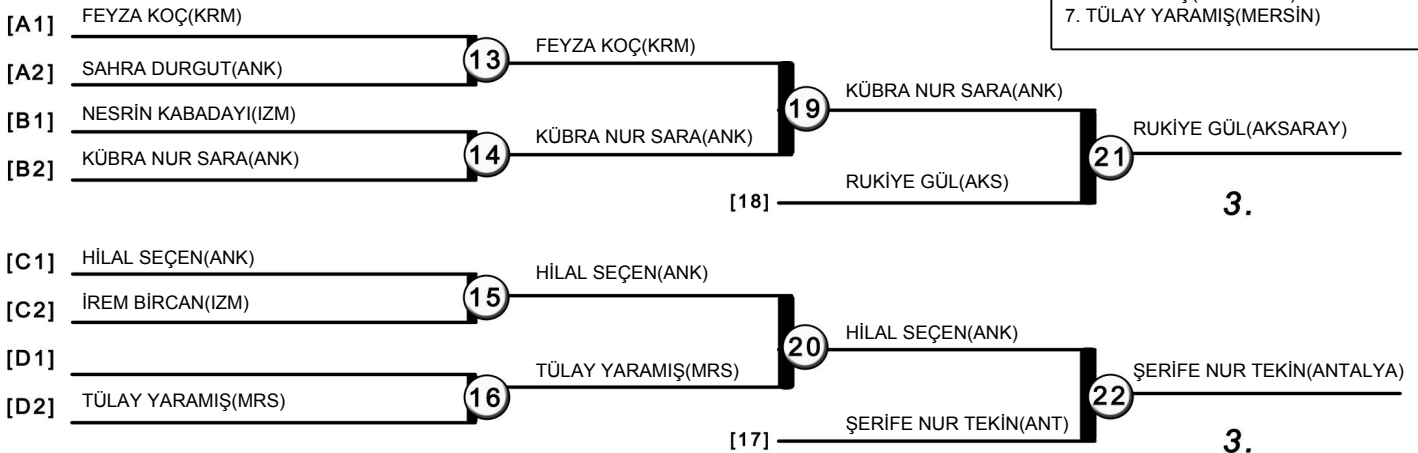 7. TÜLAY YARAMIŞ(MERSİN)
[A1] FEYZA KOÇ(KRM)
13
FEYZA KOÇ(KRM)
[A2] SAHRA DURGUT(ANK)
19
KÜBRA NUR SARA(ANK)
[B1] NESRİN KABADAYI(IZM)
14
KÜBRA NUR SARA(ANK)
[B2] KÜBRA NUR SARA(ANK)
21
RUKİYE GÜL(AKSARAY)
[18] RUKİYE GÜL(AKS)
3.
[C1] HİLAL SEÇEN(ANK)
15
HİLAL SEÇEN(ANK)
[C2] İREM BİRCAN(IZM)
20
HİLAL SEÇEN(ANK)
[D1]
16
TÜLAY YARAMIŞ(MRS)
[D2] TÜLAY YARAMIŞ(MRS)
22
ŞERİFE NUR TEKİN(ANTALYA)
[17] ŞERİFE NUR TEKİN(ANT)
3.